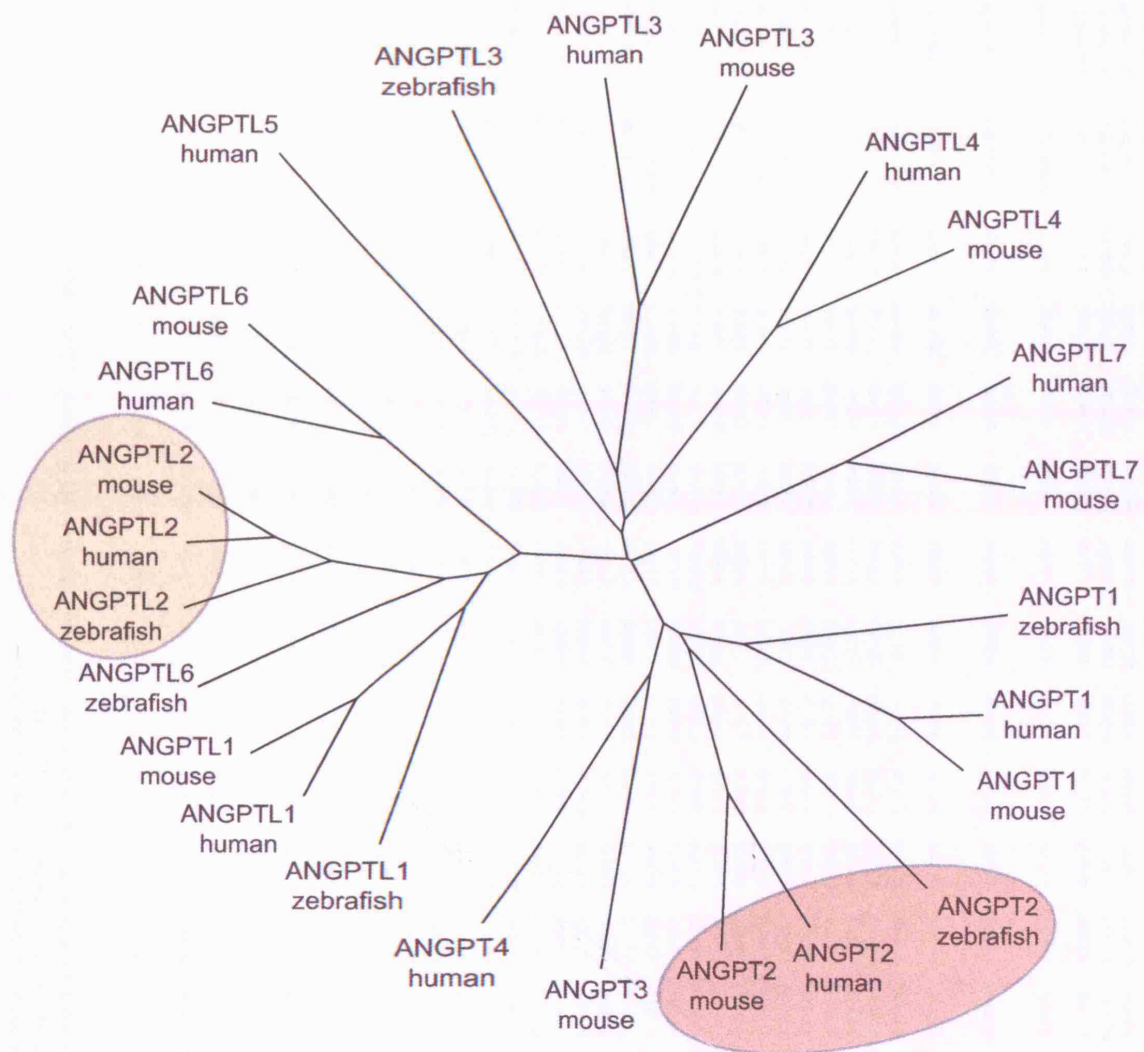 ANGPTL3
human
ANGPTL3
mouse
ANGPTL3
zebrafish
ANGPTL5
human
ANGPTL4
human
ANGPTL4
mouse
ANGPTL6
mouse
ANGPTL6
human
ANGPTL7
human
ANGPTL2
mouse
ANGPTL7
mouse
ANGPTL2
human
ANGPTL2
zebrafish
ANGPT1
zebrafish
ANGPTL6
zebrafish
ANGPT1
human
ANGPTL1
mouse
ANGPT1
mouse
ANGPTL1
human
ANGPTL1
zebrafish
ANGPT2
zebrafish
ANGPT4
human
ANGPT2
human
ANGPT2
mouse
ANGPT3
mouse